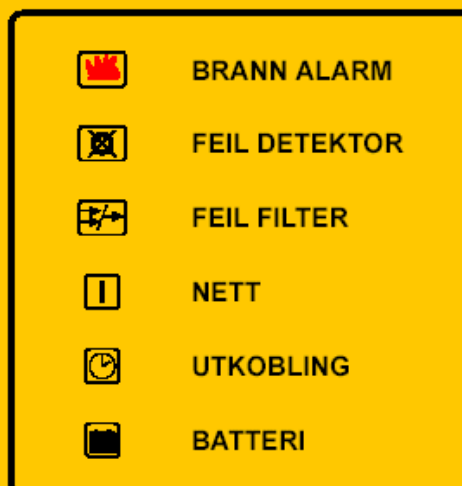 BRANN ALARM
FEIL DETEKTOR
FEIL FILTER
NETT
UTKOBLING
BATTERI